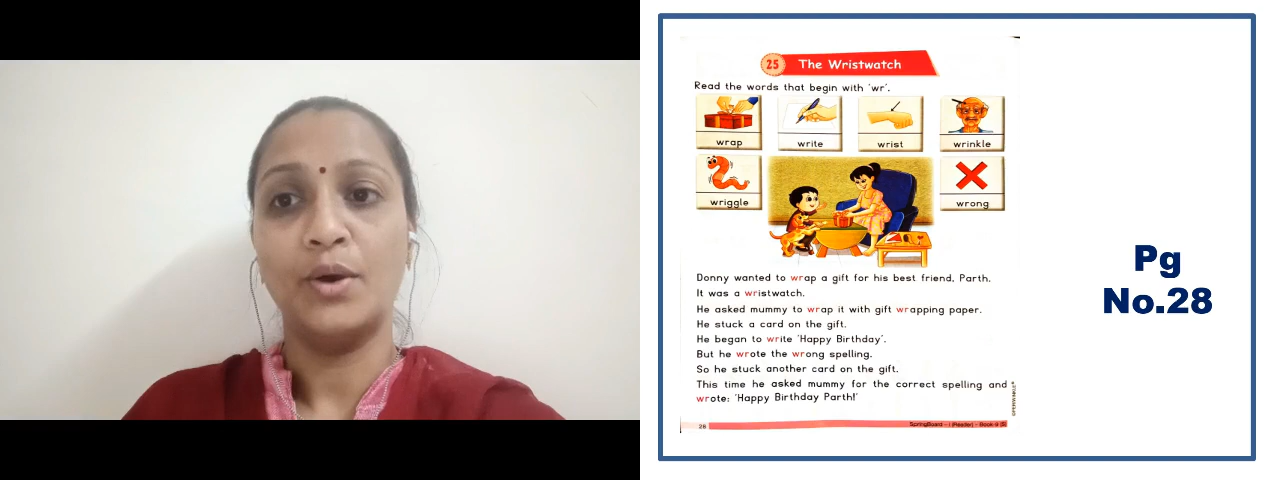 25 The Wristwatch
Read the words that begin with 'wr'.
wrap write wrist wrinkle
wriggle wrong
Donny wanted to wrap a gift for his best friend, Parth.
It was a wristwatch.
He asked mummy to wrap it with gift wrapping paper.
He stuck a card on the gift.
He began to write 'Happy Birthday'.
But he wrote the wrong spelling.
So he stuck another card on the gift.
This time he asked mummy for the correct spelling and
wrote: 'Happy Birthday Parth!'
©PERIWINKLE®
28 SpringBoard – I (Reader) – Book-8 (S)
Pg
No.28